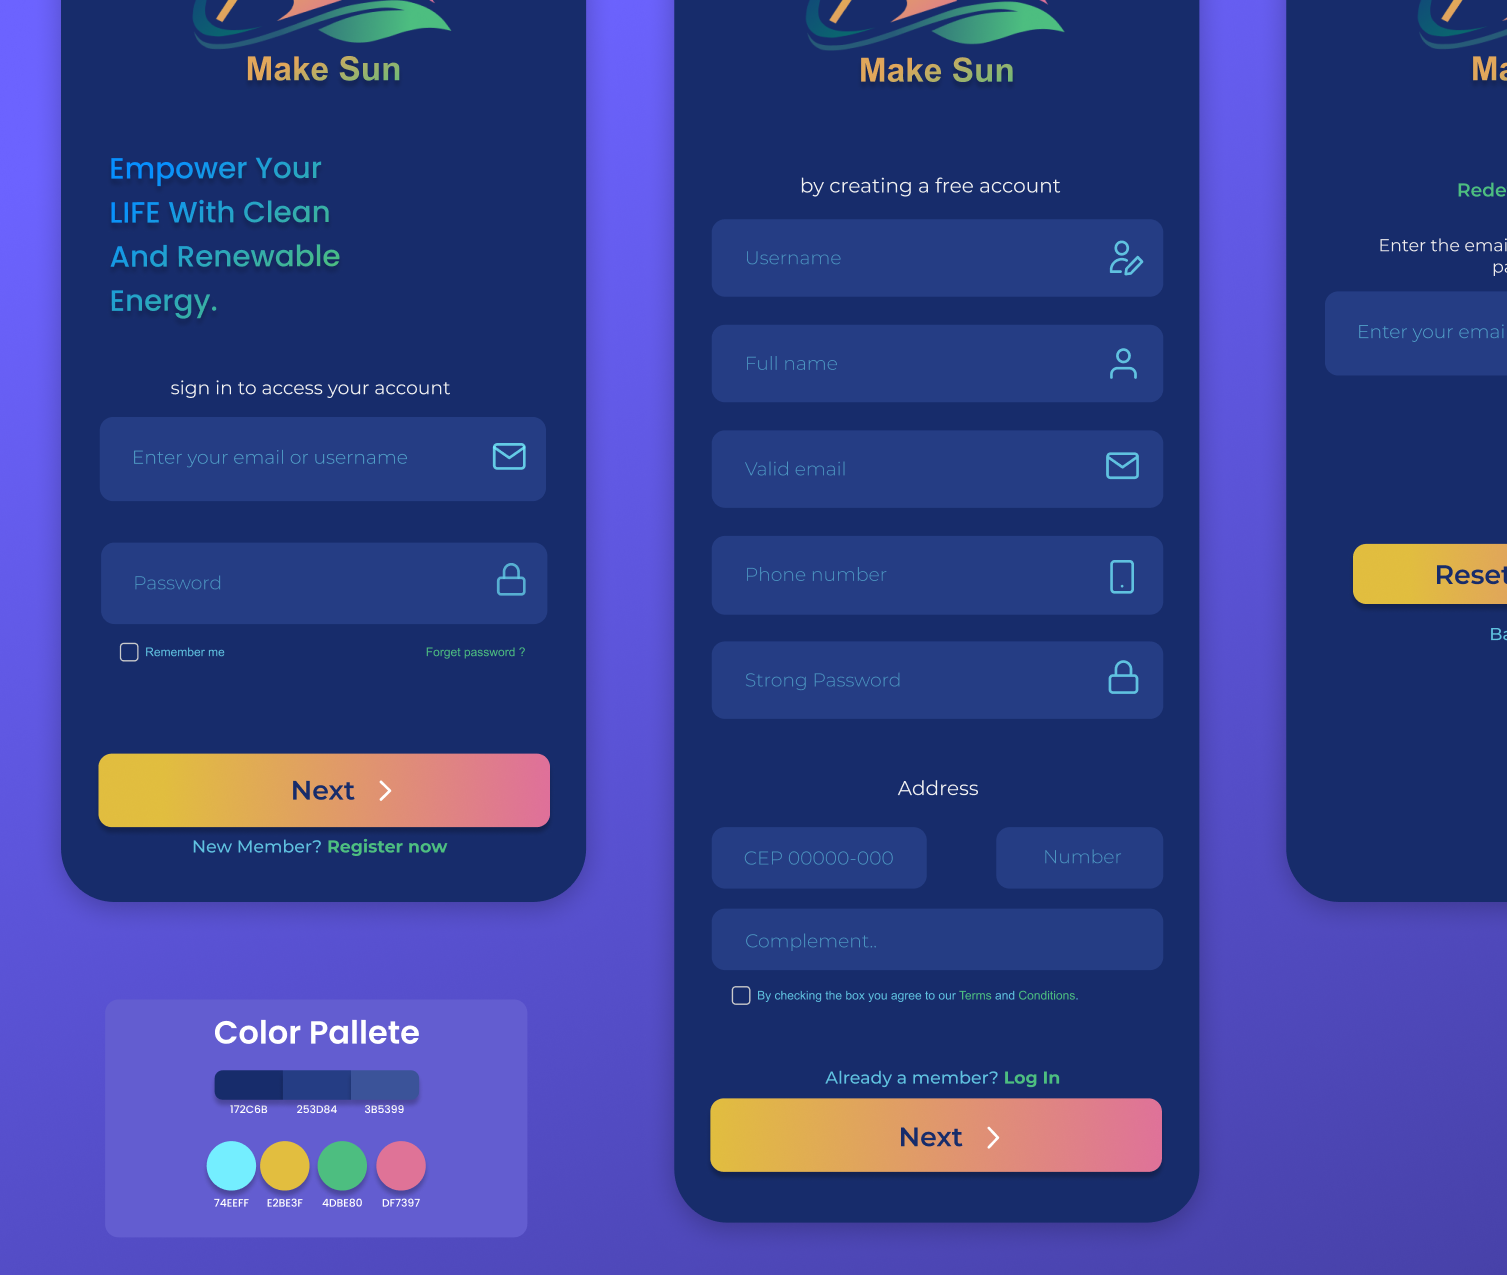 Make Sun
Empower Your
LIFE With Clean
And Renewable
Energy.
sign in to access your account
Enter your email or username
Password
Remember me
Forget password ?
Next
New Member? Register now
Color Pallete
172C6B
253D84
3B5399
74EEFF
E2BE3F
4DBE80
DF7397
Make Sun
by creating a free account
Username
Full name
Valid email
Phone number
Strong Password
Address
CEP 00000-000
Number
Complement..
By checking the box you agree to our Terms and Conditions.
Already a member? Log In
Next
Enter the emai
Enter your emai
Reset